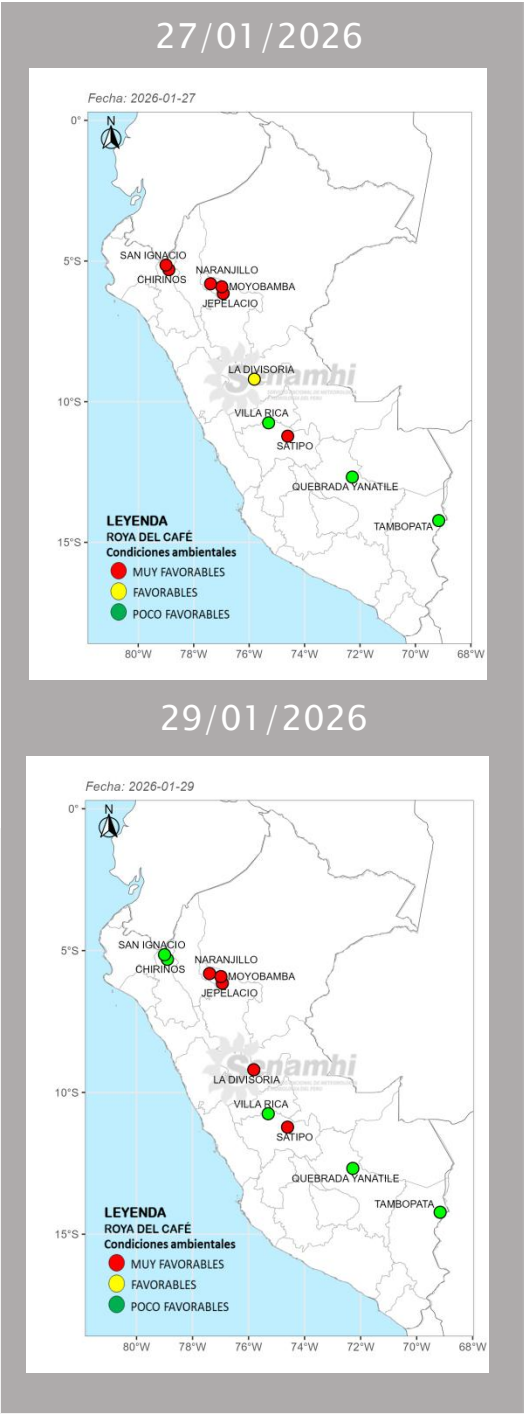 27/01/2026
Fecha: 2026-01-27
N
0°
5°S
10°S
15°S
SAN IGNACIO
CHIRINOS
NARANJILLO
MOYOBAMBA
JEPELACIO
LA DIVISORIA
Senamhi
VILLA RICA
SATIPO
QUEBRADA YANATILE
TAMBOPATA
LEYENDA
ROYA DEL CAFÉ
Condiciones ambientales
MUY FAVORABLES
FAVORABLES
POCO FAVORABLES
80°W 78°W 76°W 74°W 72°W 70°W 68°W
29/01/2026
Fecha: 2026-01-29
N
0°
5°S
10°S
15°S
SAN IGNACIO
CHIRINOS
NARANJILLO
MOYOBAMBA
JEPELACIO
Senamhi
LA DIVISORIA
VILLA RICA
SATIPO
QUEBRADA YANATILE
TAMBOPATA
LEYENDA
ROYA DEL CAFÉ
Condiciones ambientales
MUY FAVORABLES
FAVORABLES
POCO FAVORABLES
80°W 78°W 76°W 74°W 72°W 70°W 68°W